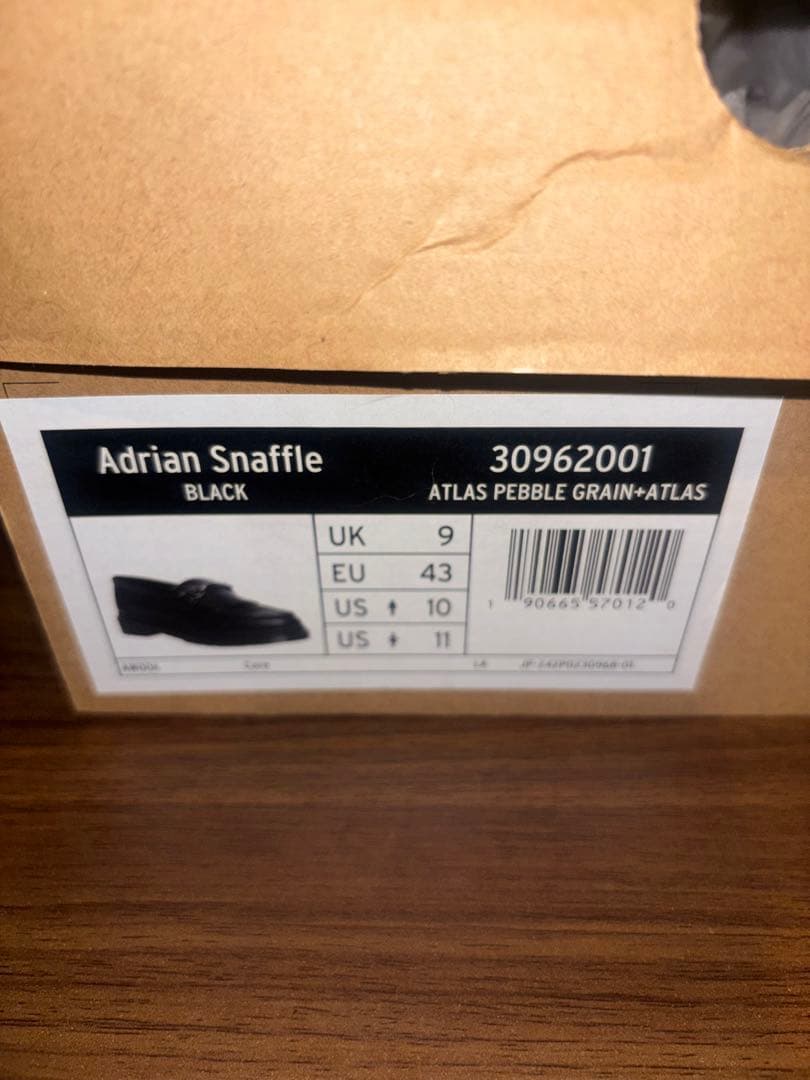 Adrian Snaffle
BLACK
30962001
ATLAS PEBBLE GRAIN+ATLAS
UK 9
EU 43
US 10
US 11
1 90665 57012 0
Core